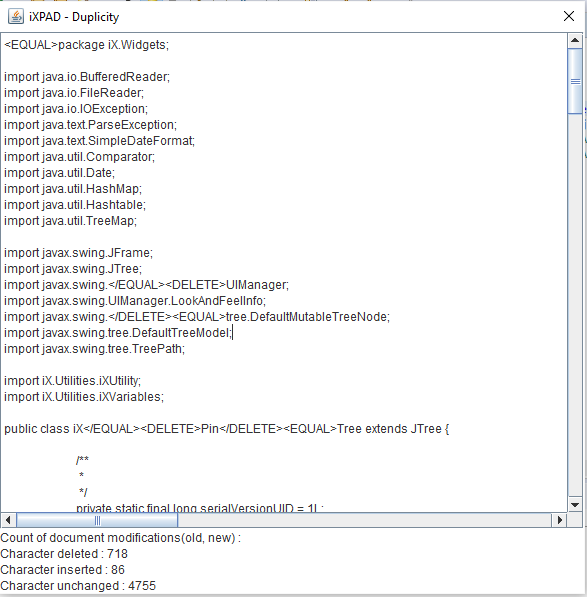 iXPAD - Duplicity
<EQUAL>package iX.Widgets;
import java.io.BufferedReader;
import java.io.FileReader;
import java.io.IOException;
import java.text.ParseException;
import java.text.SimpleDateFormat;
import java.util.Comparator;
import java.util.Date;
import java.util.HashMap;
import java.util.Hashtable;
import java.util.TreeMap;
import javax.swing.JFrame;
import javax.swing.JTree;
import javax.swing.</EQUAL><DELETE>UIManager;
import javax.swing.UIManager.LookAndFeelInfo;
import javax.swing.</DELETE><EQUAL>tree.DefaultMutableTreeNode;
import javax.swing.tree.DefaultTreeModel;
import javax.swing.tree.TreePath;
import iX.Utilities.iXUtility;
import iX.Utilities.iXVariables;
public class iX</EQUAL><DELETE>Pin</DELETE><EQUAL>Tree extends JTree {
/**
*
*/
private static final long serialVersionUID = 1L;
Count of document modifications(old, new) :
Character deleted : 718
Character inserted : 86
Character unchanged : 4755